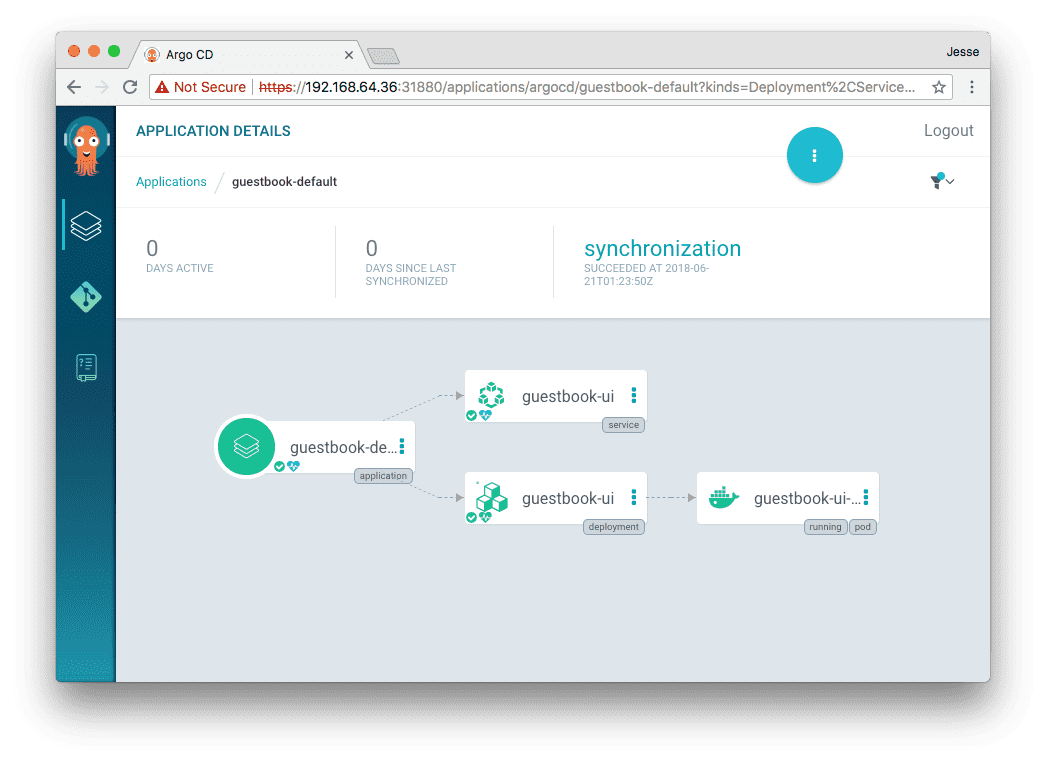 Argo CD
Jesse
Not Secure https://192.168.64.36:31880/applications/argocd/guestbook-default?kinds=Deployment%2CService...
APPLICATION DETAILS
Logout
Applications / guestbook-default
0
DAYS ACTIVE
0
DAYS SINCE LAST
SYNCHRONIZED
synchronization
SUCCEEDED AT 2018-06-
21T01:23:50Z
guestbook-ui
service
guestbook-de...
application
guestbook-ui
deployment
guestbook-ui-...
running
pod